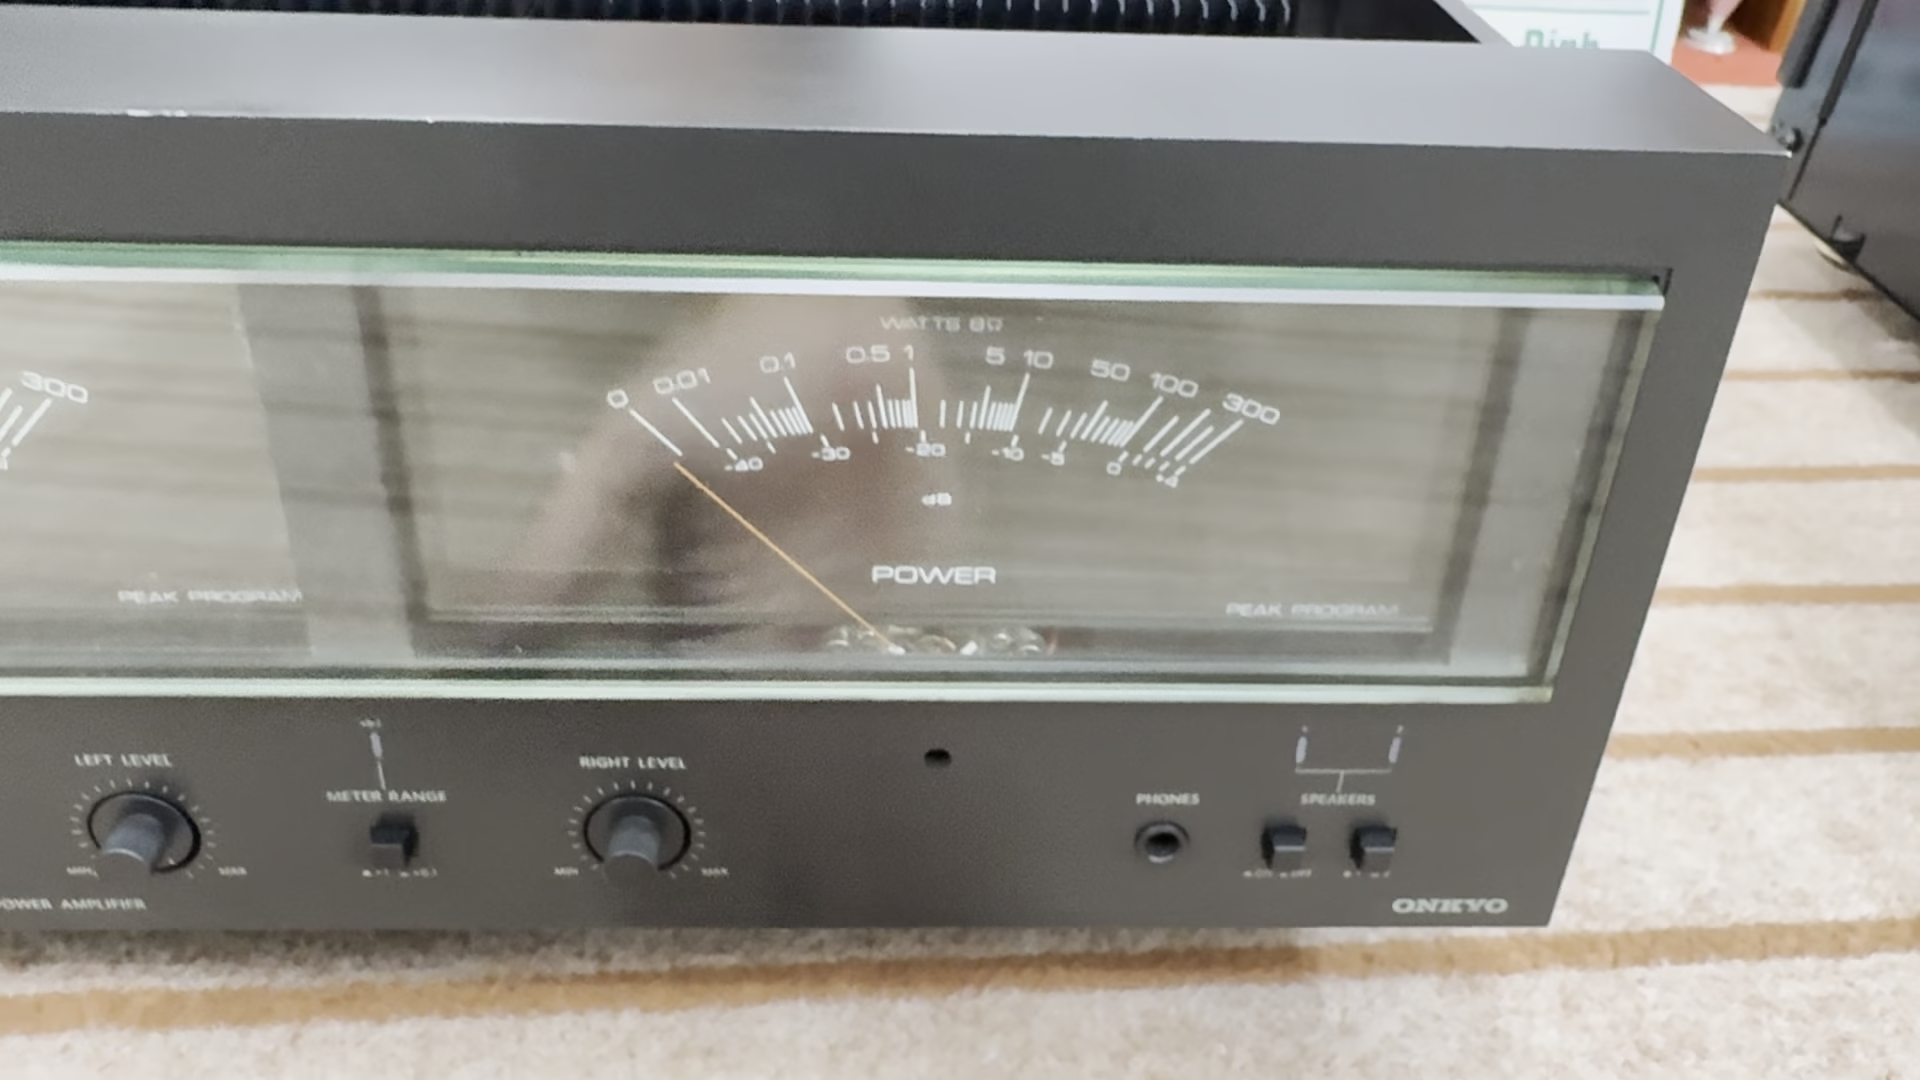 WATTS 8Ω
0 0.01 0.1 0.5 1 5 10 50 100 300
300
-40 -30 -20 -10 -5 0 +4
dB
POWER
PEAK PROGRAM
PEAK PROGRAM
LEFT LEVEL
METER RANGE
RIGHT LEVEL
PHONES
SPEAKERS
MIN MAX
MIN MAX
POWER AMPLIFIER
ONKYO